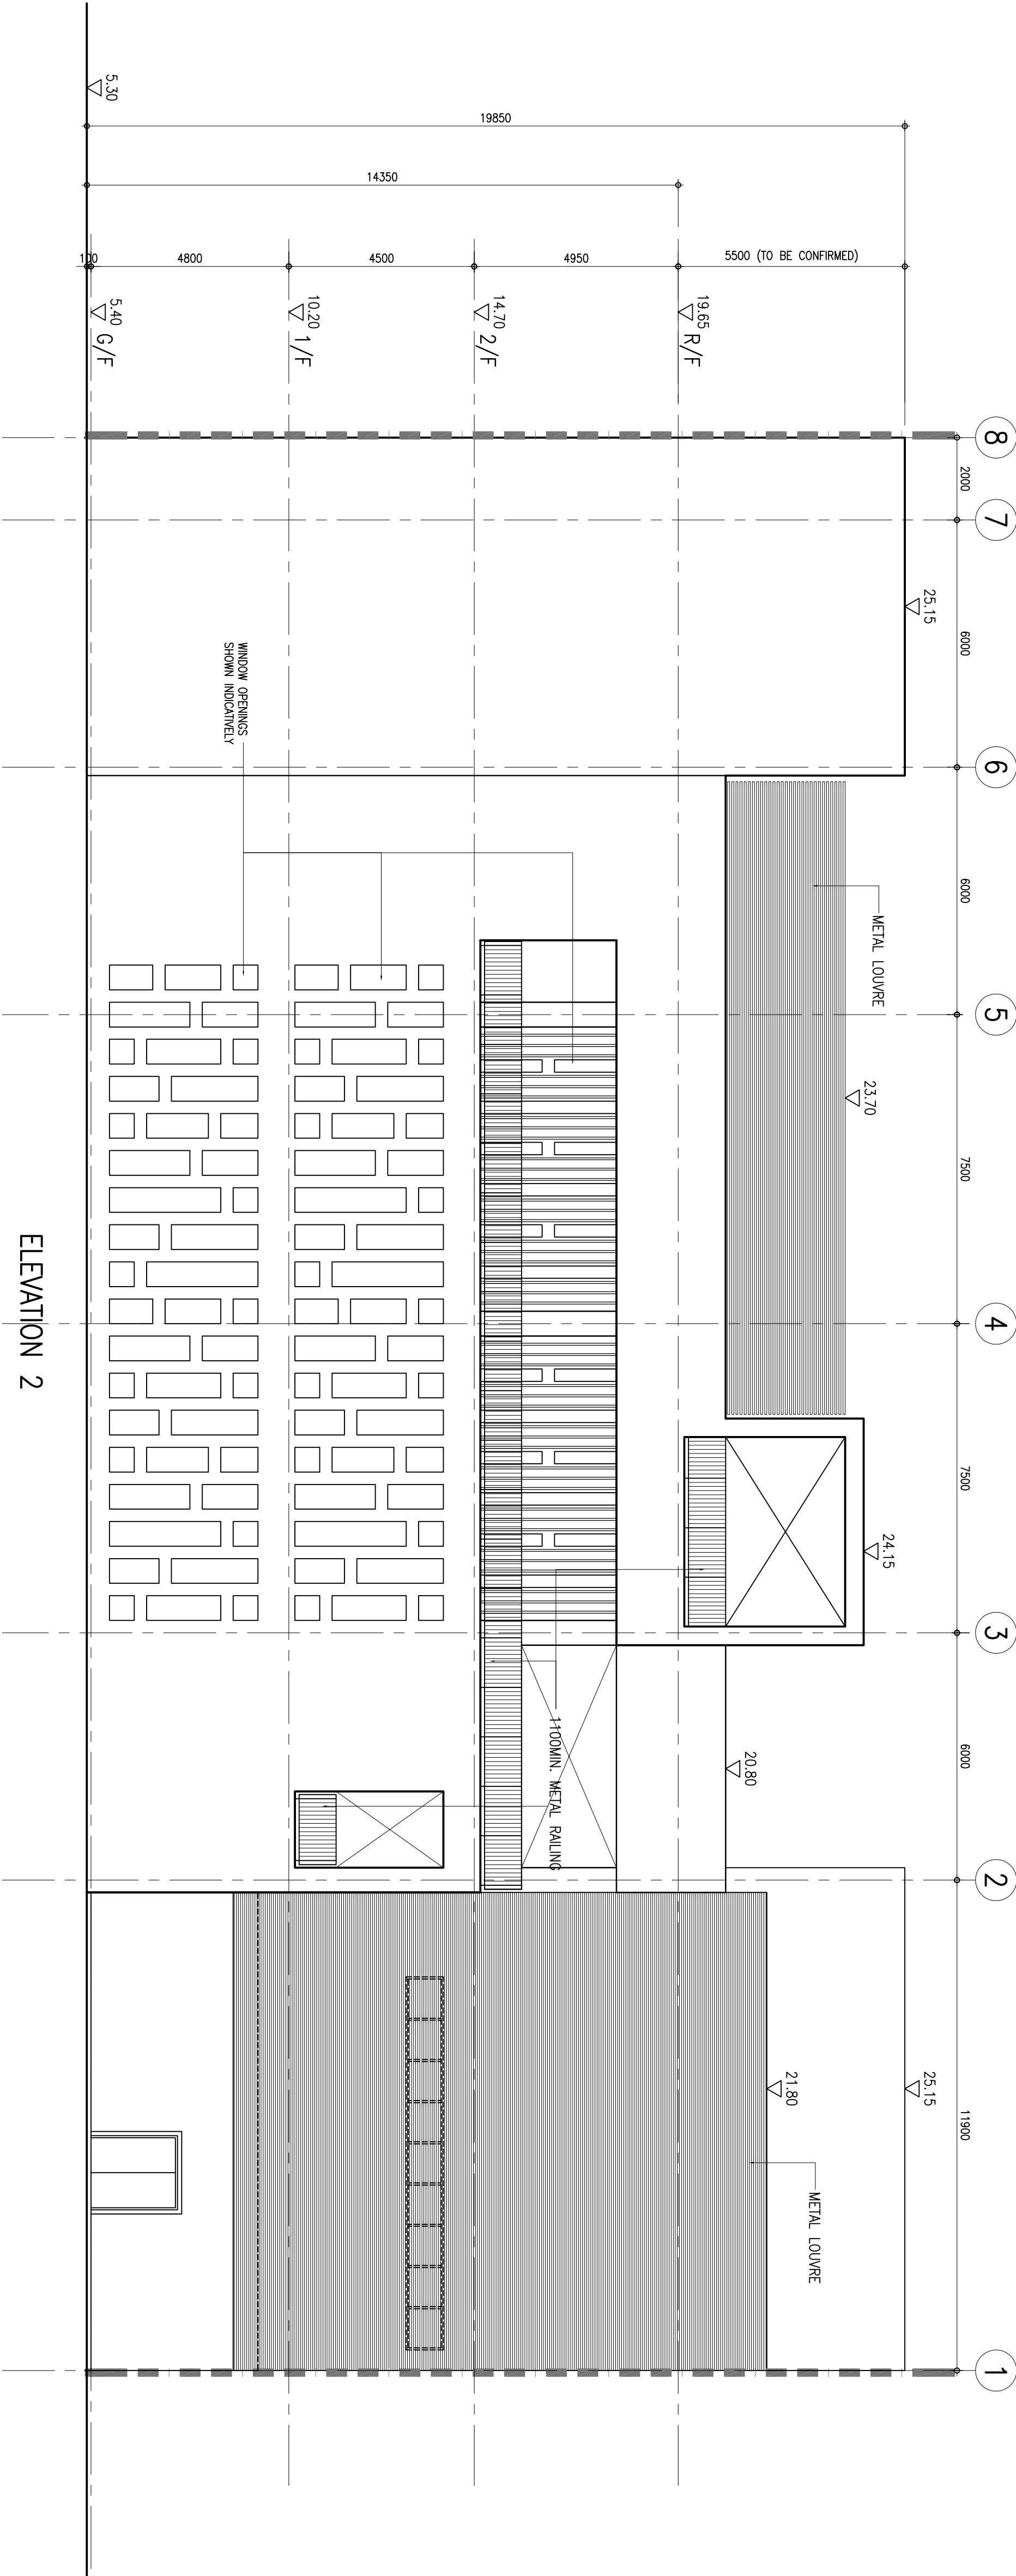 8
7
6
5
4
3
2
1
2000
6000
6000
7500
7500
6000
11900
25.15
METAL LOUVRE
23.70
24.15
20.80
25.15
21.80
METAL LOUVRE
19850
14350
5500 (TO BE CONFIRMED)
4950
4500
4800
100
19.65
R/F
14.70
2/F
10.20
1/F
5.40
G/F
5.30
WINDOW OPENINGS
SHOWN INDICATIVELY
1100MIN. METAL RAILING
ELEVATION 2